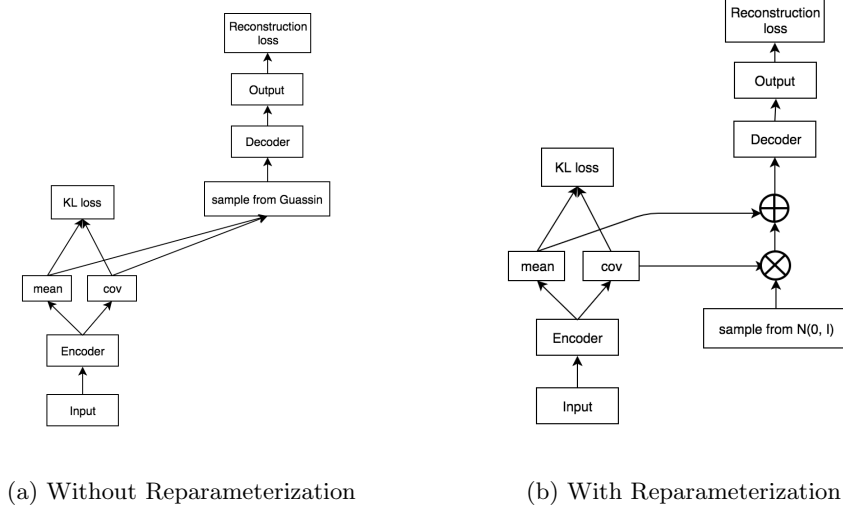 Reconstruction
loss
Output
Decoder
sample from Guassin
KL loss
mean
cov
Encoder
Input
(a) Without Reparameterization
Reconstruction
loss
Output
Decoder
KL loss
mean
cov
sample from N(0, I)
Encoder
Input
(b) With Reparameterization